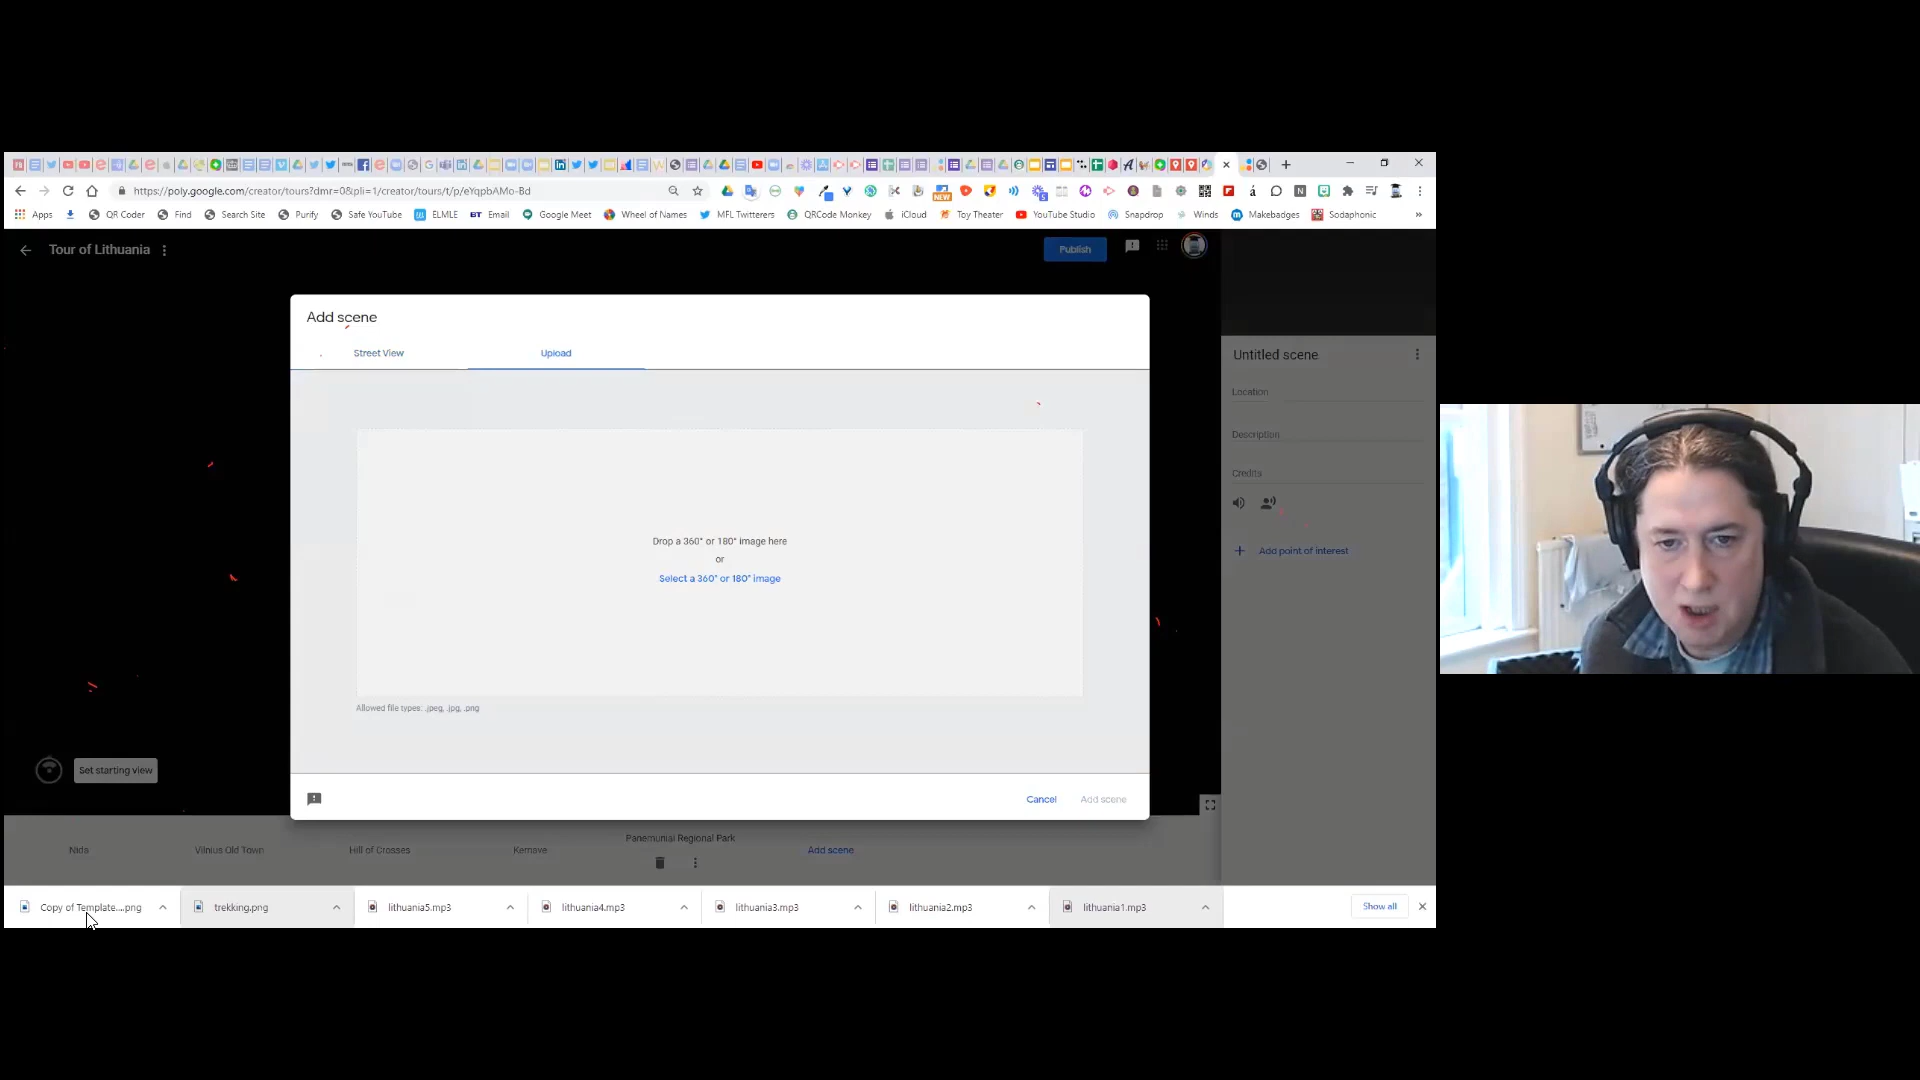 https://poly.google.com/creator/tours?dmr=0&pli=1/creator/tours/t/p/eYqpbAMo-Bd
NEW
Apps
QR Coder
Find
Search Site
Purify
Safe YouTube
ELMLE
BT Email
Google Meet
Wheel of Names
MFL Twitterers
QRCode Monkey
iCloud
Toy Theater
YouTube Studio
Snapdrop
Winds
Makebadges
Sodaphonic
»
Tour of Lithuania
Publish
Add scene
Street View
Upload
Drop a 360° or 180° image here
or
Select a 360° or 180° image
Allowed file types: .jpeg, .jpg, .png
Cancel
Add scene
Untitled scene
Location
Description
Credits
Add point of interest
Set starting view
Nida
Vilnius Old Town
Hill of Crosses
Kernave
Panemuniai Regional Park
Add scene
Copy of Template....png
trekking.png
lithuania5.mp3
lithuania4.mp3
lithuania3.mp3
lithuania2.mp3
lithuania1.mp3
Show all